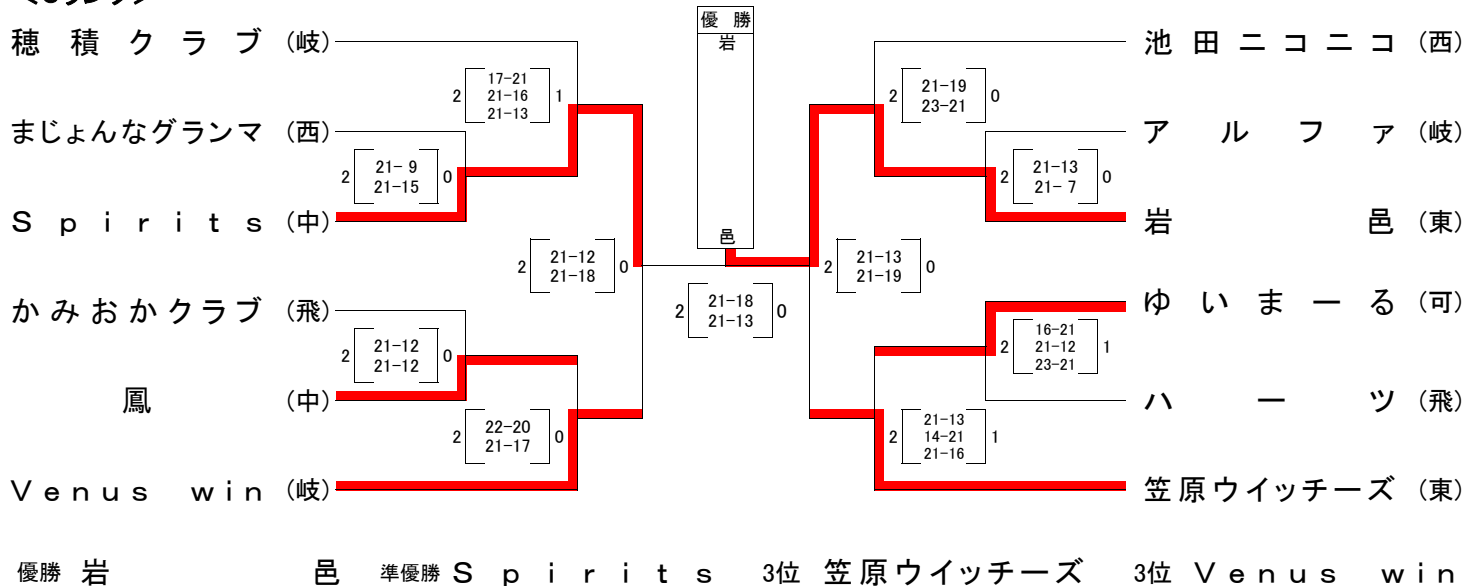 優 勝
岩
邑
穂 積 ク ラ ブ (岐)
池 田 ニ コ ニ コ (西)
2 17-21 1
21-16
21-13
2 21-19 0
23-21
まじょんなグランマ (西)
ア ル フ ァ (岐)
2 21- 9 0
21-15
2 21-13 0
21- 7
S p i r i t s (中)
岩 邑 (東)
2 21-12 0
21-18
2 21-13 0
21-19
2 21-18 0
21-13
かみおかクラブ (飛)
ゆ い ま ー る (可)
2 21-12 0
21-12
2 16-21 1
21-12
23-21
鳳 (中)
ハ ー ツ (飛)
2 22-20 0
21-17
2 21-13 1
14-21
21-16
V e n u s w i n (岐)
笠原ウイッチーズ (東)
優勝 岩 邑 準優勝 S p i r i t s 3位 笠原ウイッチーズ 3位 V e n u s w i n